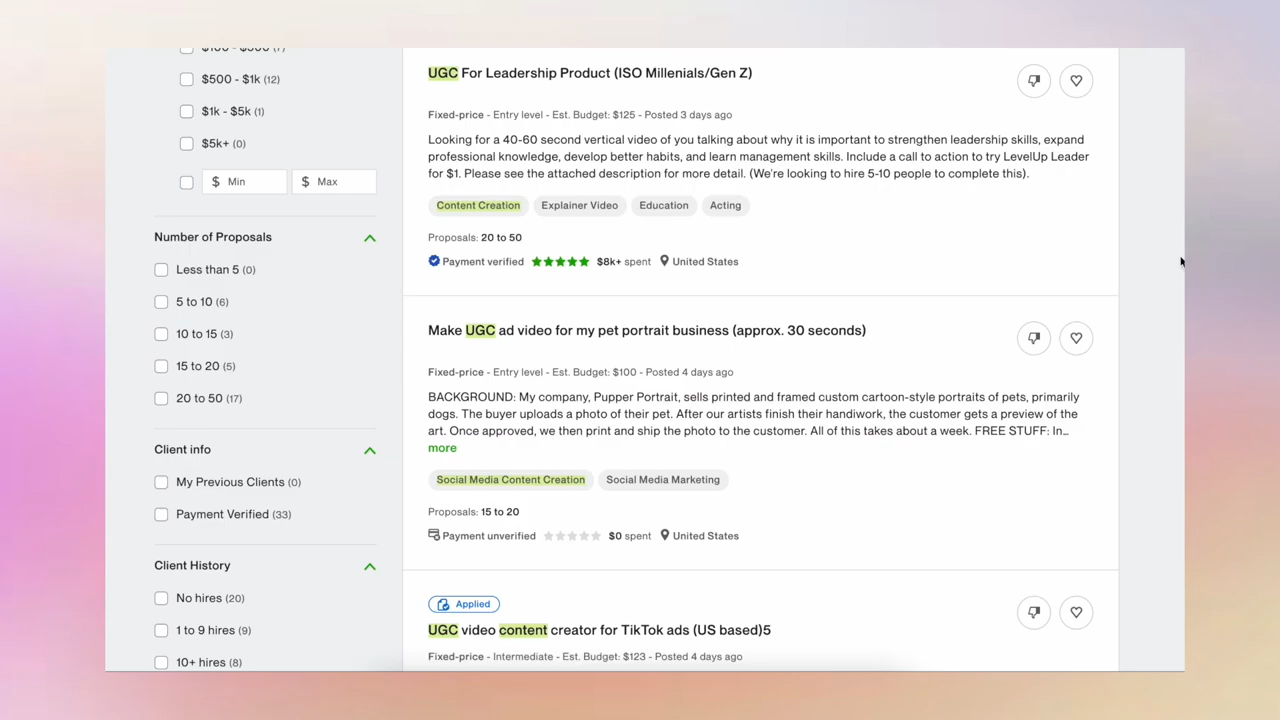 $100 - $500 (7)
$500 - $1k (12)
$1k - $5k (1)
$5k+ (0)
$ Min $ Max
Number of Proposals
Less than 5 (0)
5 to 10 (6)
10 to 15 (3)
15 to 20 (5)
20 to 50 (17)
Client info
My Previous Clients (0)
Payment Verified (33)
Client History
No hires (20)
1 to 9 hires (9)
10+ hires (8)
UGC For Leadership Product (ISO Millenials/Gen Z)
Fixed-price - Entry level - Est. Budget: $125 - Posted 3 days ago
Looking for a 40-60 second vertical video of you talking about why it is important to strengthen leadership skills, expand
professional knowledge, develop better habits, and learn management skills. Include a call to action to try LevelUp Leader
for $1. Please see the attached description for more detail. (We're looking to hire 5-10 people to complete this).
Content Creation Explainer Video Education Acting
Proposals: 20 to 50
Payment verified $8k+ spent United States
Make UGC ad video for my pet portrait business (approx. 30 seconds)
Fixed-price - Entry level - Est. Budget: $100 - Posted 4 days ago
BACKGROUND: My company, Pupper Portrait, sells printed and framed custom cartoon-style portraits of pets, primarily
dogs. The buyer uploads a photo of their pet. After our artists finish their handiwork, the customer gets a preview of the
art. Once approved, we then print and ship the photo to the customer. All of this takes about a week. FREE STUFF: In…
more
Social Media Content Creation Social Media Marketing
Proposals: 15 to 20
Payment unverified $0 spent United States
Applied
UGC video content creator for TikTok ads (US based)5
Fixed-price - Intermediate - Est. Budget: $123 - Posted 4 days ago